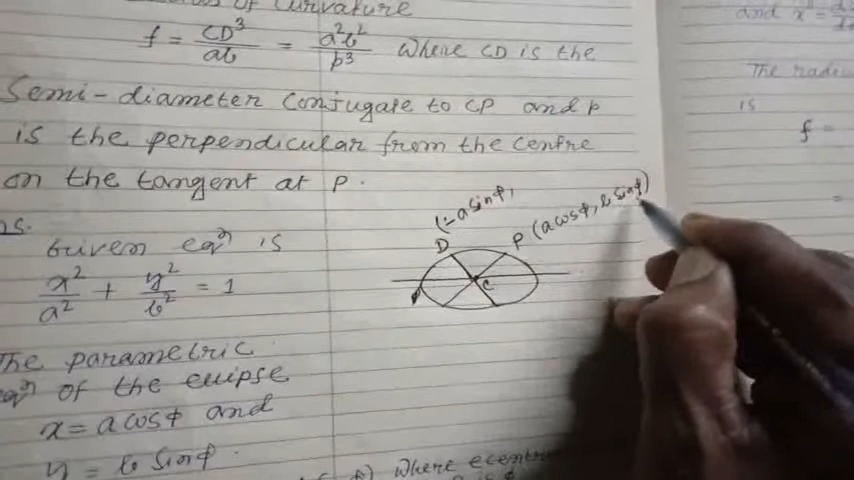 of Curvature
f = CD³/ab = a²b²/p³ Where CD is the
Semi-diameter conjugate to CP and p
is the perpendicular from the centre
on the tangent at P.
Given eqⁿ is
x²/a² + y²/b² = 1
The parametric
eqⁿ of the ellipse
x = a cosϕ and
y = b sinϕ.
(-a sinϕ,
D
P (a cosϕ, b sinϕ)
C
Where
and
The
is
f =
=